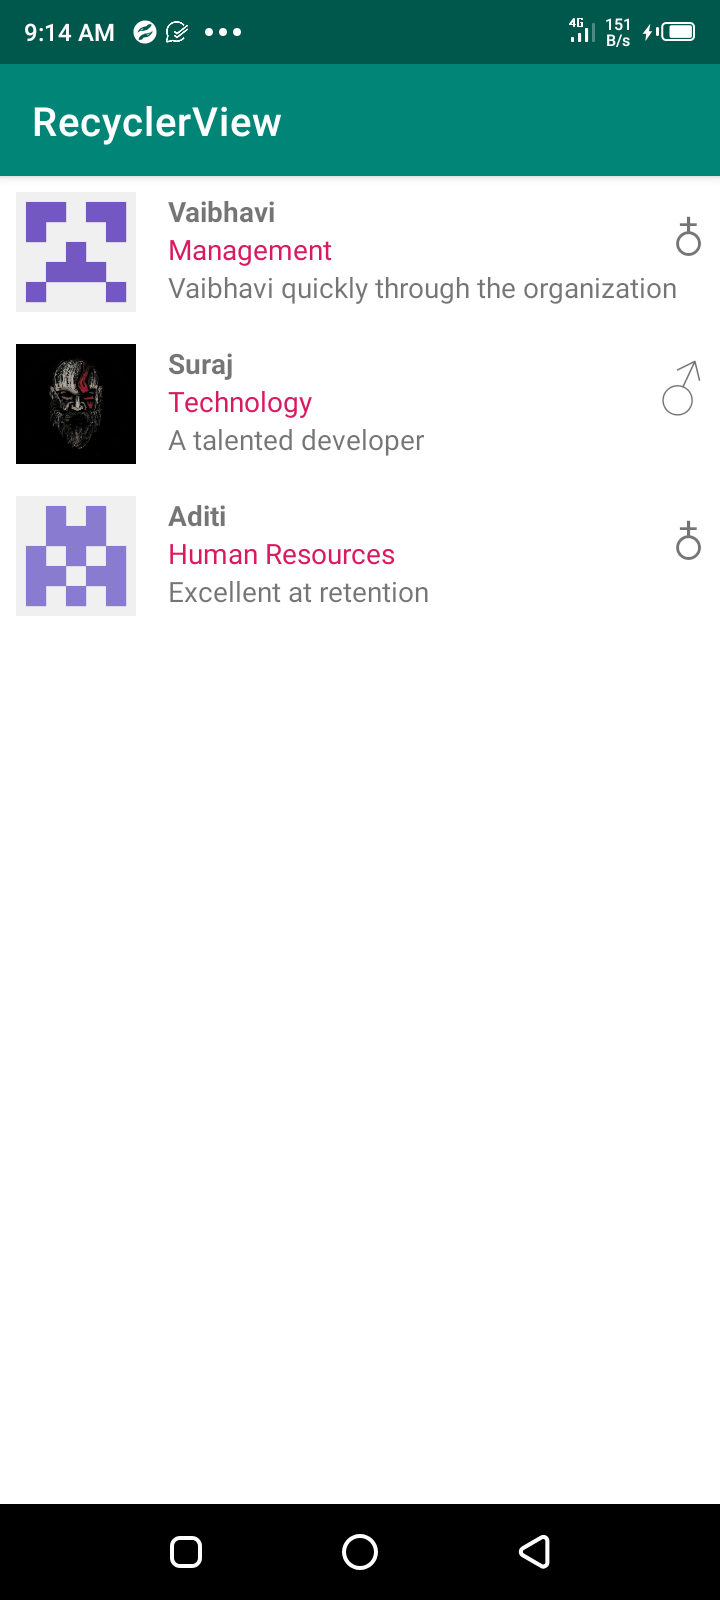 9:14 AM
4G
151
B/s
RecyclerView
Vaibhavi
Management
Vaibhavi quickly through the organization
Suraj
Technology
A talented developer
Aditi
Human Resources
Excellent at retention